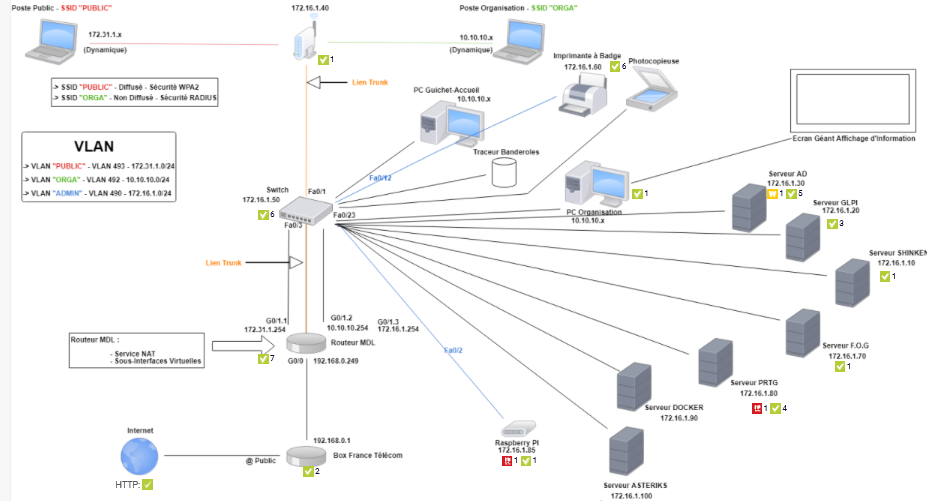 Poste Public - SSID "PUBLIC"
172.16.1.40
Poste Organisation - SSID "ORGA"
172.31.1.x
(Dynamique)
10.10.10.x
(Dynamique)
1
Lien Trunk
-> SSID "PUBLIC" - Diffusé - Sécurité WPA2
-> SSID "ORGA" - Non Diffusé - Sécurité RADIUS
Imprimante à Badge
172.16.1.60
6
Photocopieuse
PC Guichet-Accueil
10.10.10.x
Ecran Géant Affichage d'Information
VLAN
-> VLAN "PUBLIC" - VLAN 493 - 172.31.1.0/24
-> VLAN "ORGA" - VLAN 492 - 10.10.10.0/24
-> VLAN "ADMIN" - VLAN 490 - 172.16.1.0/24
Traceur Banderoles
Fa0/12
Switch
172.16.1.50
6
Fa0/1
Fa0/23
Fa0/3
1
PC Organisation
10.10.10.x
Serveur AD
172.16.1.30
1 5
Serveur GLPI
172.16.1.20
3
Serveur SHINKEN
172.16.1.10
1
Lien Trunk
G0/1.1
172.31.1.254
G0/1.2
10.10.10.254
G0/1.3
172.16.1.254
Routeur MDL :
- Service NAT
- Sous-Interfaces Virtuelles
Routeur MDL
7
G0/0
192.168.0.249
Fa0/2
Serveur F.O.G
172.16.1.70
1
Serveur PRTG
172.16.1.80
1 4
Serveur DOCKER
172.16.1.90
Raspberry PI
172.16.1.85
1 1
Internet
HTTP:
@ Public
192.168.0.1
Box France Télécom
2
Serveur ASTERIKS
172.16.1.100